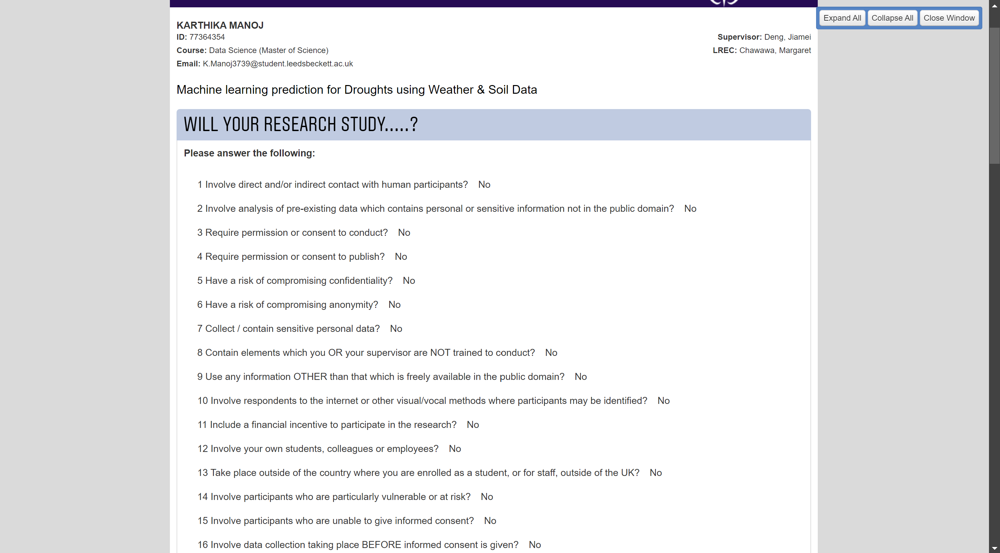 Expand All Collapse All Close Window
KARTHIKA MANOJ
ID: 77364354
Supervisor: Deng, Jiamei
Course: Data Science (Master of Science)
LREC: Chawawa, Margaret
Email: K.Manoj3739@student.leedsbeckett.ac.uk
Machine learning prediction for Droughts using Weather & Soil Data
WILL YOUR RESEARCH STUDY.....?
Please answer the following:
1 Involve direct and/or indirect contact with human participants? No
2 Involve analysis of pre-existing data which contains personal or sensitive information not in the public domain? No
3 Require permission or consent to conduct? No
4 Require permission or consent to publish? No
5 Have a risk of compromising confidentiality? No
6 Have a risk of compromising anonymity? No
7 Collect / contain sensitive personal data? No
8 Contain elements which you OR your supervisor are NOT trained to conduct? No
9 Use any information OTHER than that which is freely available in the public domain? No
10 Involve respondents to the internet or other visual/vocal methods where participants may be identified? No
11 Include a financial incentive to participate in the research? No
12 Involve your own students, colleagues or employees? No
13 Take place outside of the country where you are enrolled as a student, or for staff, outside of the UK? No
14 Involve participants who are particularly vulnerable or at risk? No
15 Involve participants who are unable to give informed consent? No
16 Involve data collection taking place BEFORE informed consent is given? No